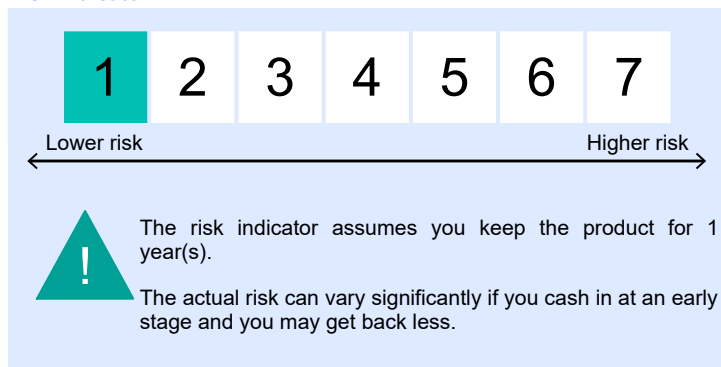 1 2 3 4 5 6 7
Lower risk Higher risk
The risk indicator assumes you keep the product for 1
year(s).
!
The actual risk can vary significantly if you cash in at an early
stage and you may get back less.